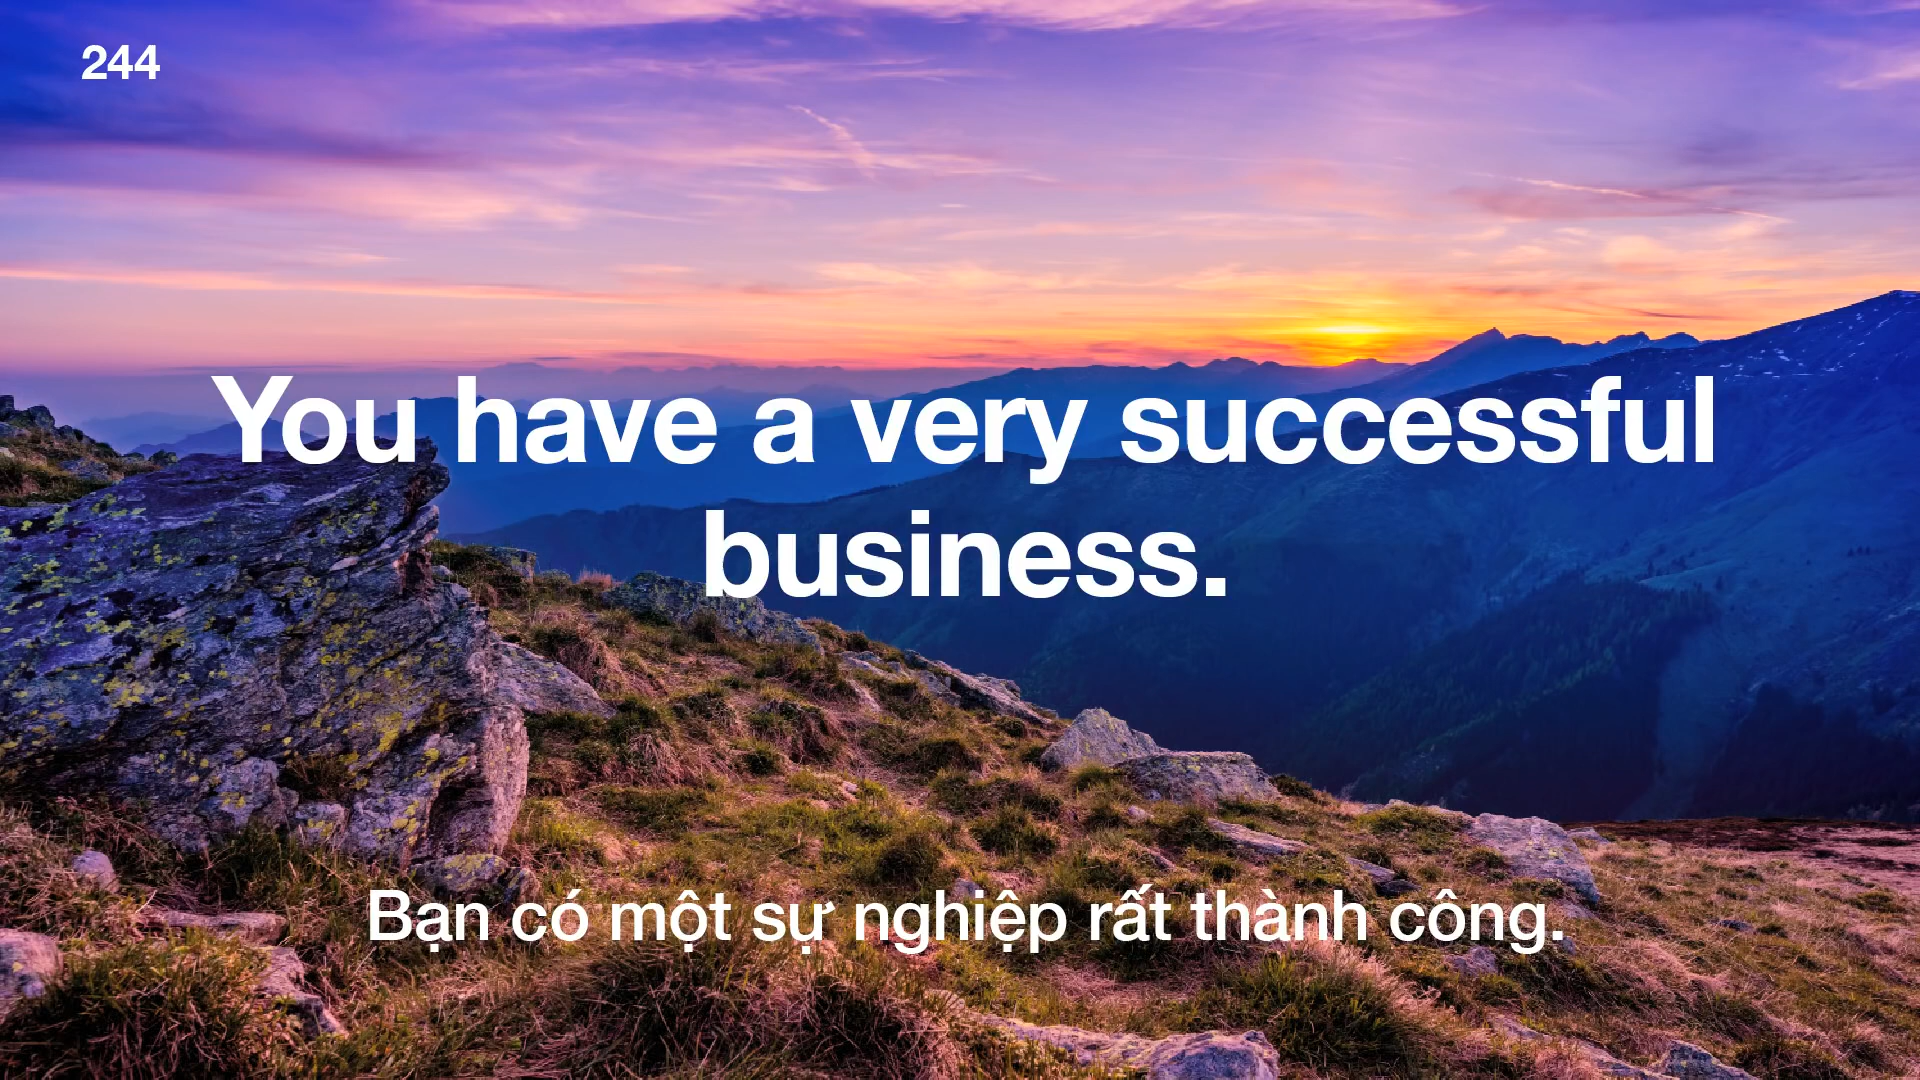 244
You have a very successful
business.
Bạn có một sự nghiệp rất thành công.